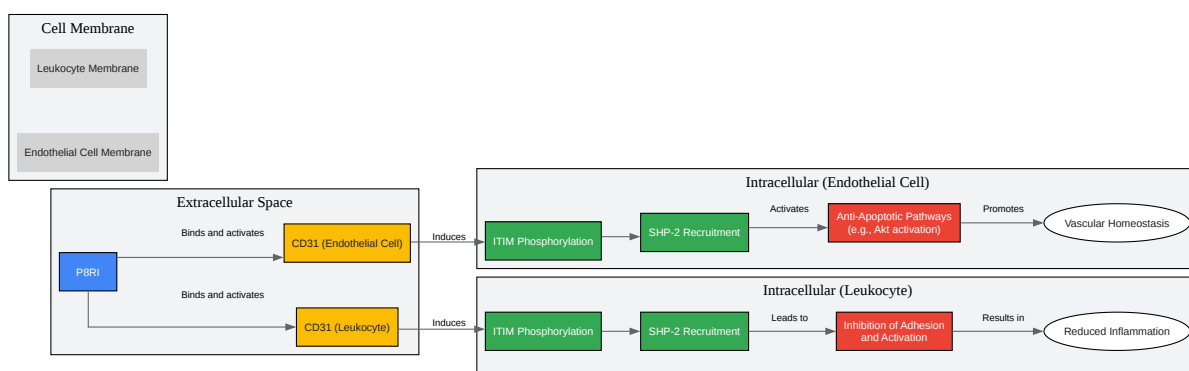 Cell Membrane
Leukocyte Membrane
Endothelial Cell Membrane
Extracellular Space
P8RI
Binds and activates
CD31 (Endothelial Cell)
Binds and activates
CD31 (Leukocyte)
Induces
Induces
Intracellular (Endothelial Cell)
ITIM Phosphorylation
SHP-2 Recruitment
Activates
Anti-Apoptotic Pathways
(e.g., Akt activation)
Promotes
Vascular Homeostasis
Intracellular (Leukocyte)
ITIM Phosphorylation
SHP-2 Recruitment
Leads to
Inhibition of Adhesion
and Activation
Results in
Reduced Inflammation